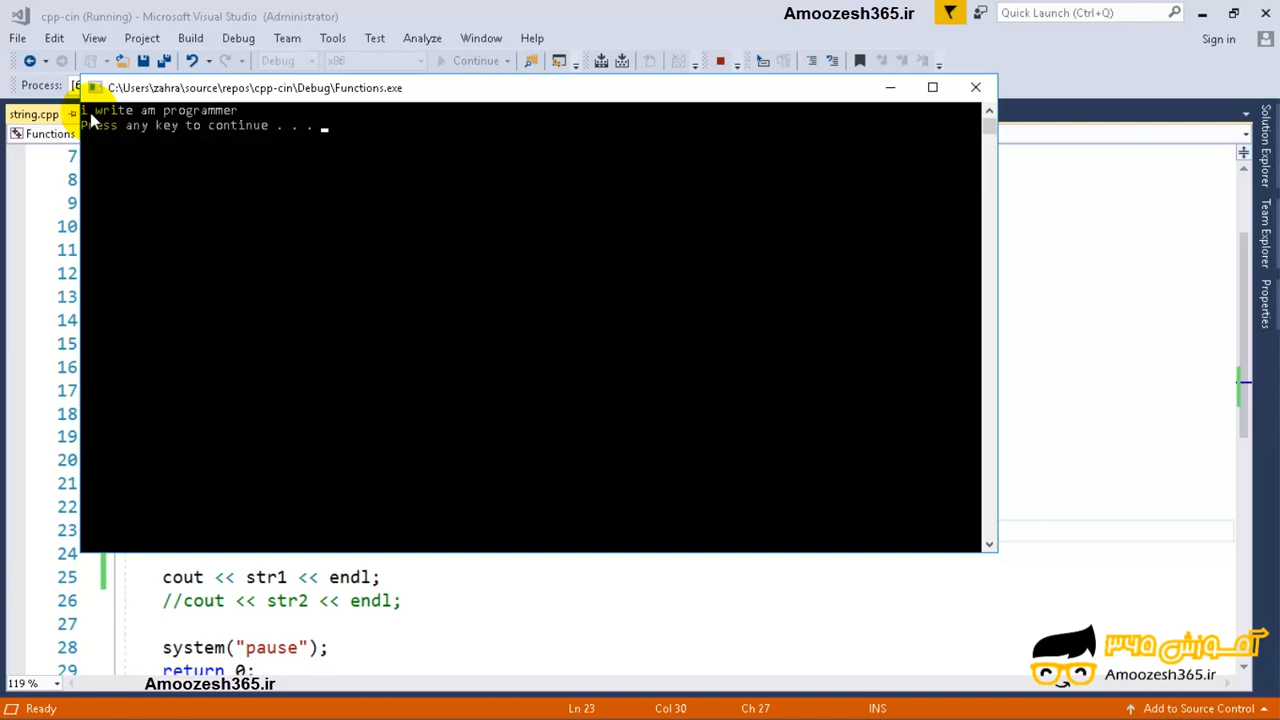 cpp-cin (Running) - Microsoft Visual Studio (Administrator)
Amoozesh365.ir
Quick Launch (Ctrl+Q)
File Edit View Project Build Debug Team Tools Test Analyze Window Help
Sign in
Debug x86 Continue
Process:
C:\Users\zahra\source\repos\cpp-cin\Debug\Functions.exe
string.cpp
i write am programmer
Functions
Press any key to continue . . .
Solution Explorer
Team Explorer
Properties
7
8
9
10
11
12
13
14
15
16
17
18
19
20
21
22
23
24
25 cout << str1 << endl;
26 //cout << str2 << endl;
27
28 system("pause");
29 return 0;
119 %
Amoozesh365.ir
آموزش ۳۶۵
Amoozesh365.ir
Ready Ln 23 Col 30 Ch 27 INS Add to Source Control